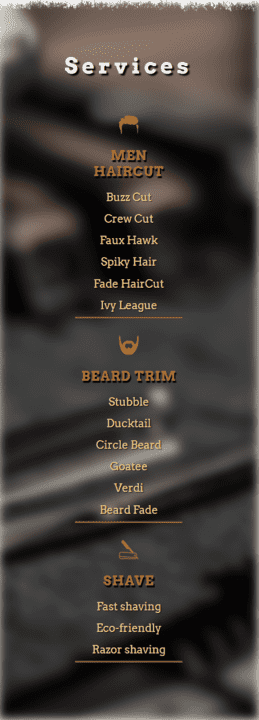 Services
MEN
HAIRCUT
Buzz Cut
Crew Cut
Faux Hawk
Spiky Hair
Fade HairCut
Ivy League
BEARD TRIM
Stubble
Ducktail
Circle Beard
Goatee
Verdi
Beard Fade
SHAVE
Fast shaving
Eco-friendly
Razor shaving